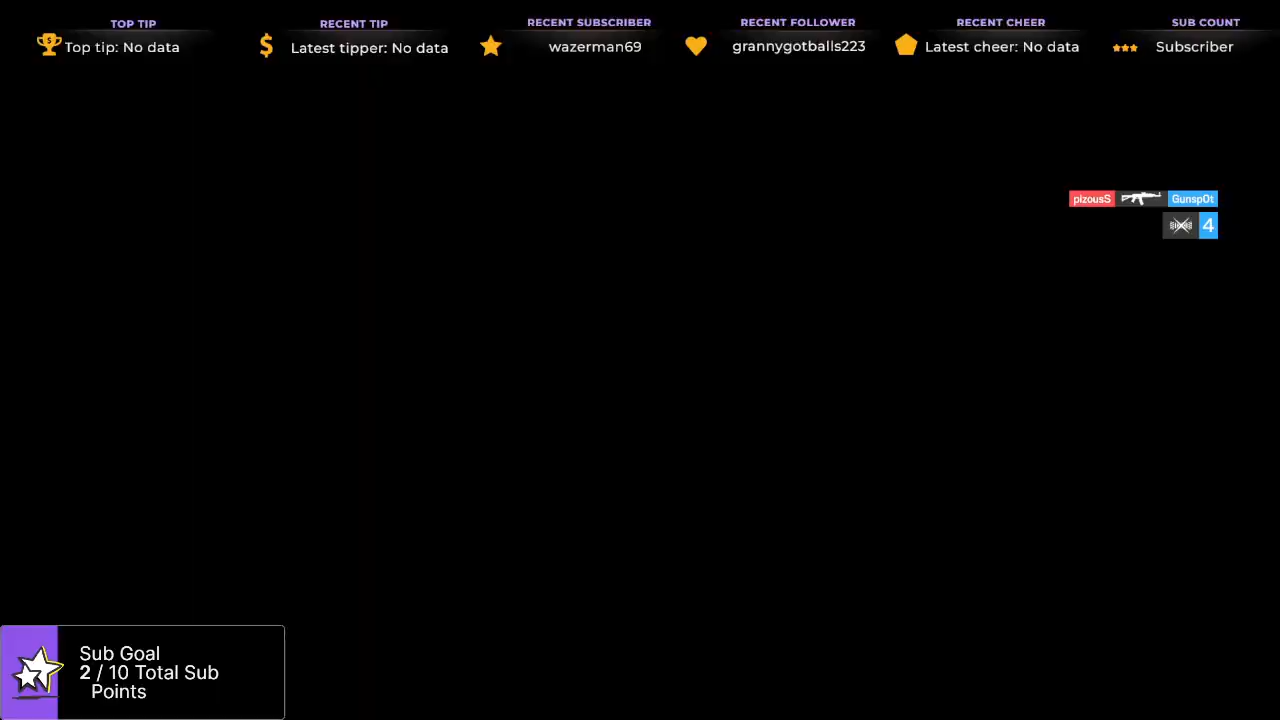 TOP TIP
Top tip: No data
RECENT TIP
Latest tipper: No data
RECENT SUBSCRIBER
wazerman69
RECENT FOLLOWER
grannygotballs223
RECENT CHEER
Latest cheer: No data
SUB COUNT
Subscriber
pizousS GunspOt
4
Sub Goal
2 / 10 Total Sub
Points